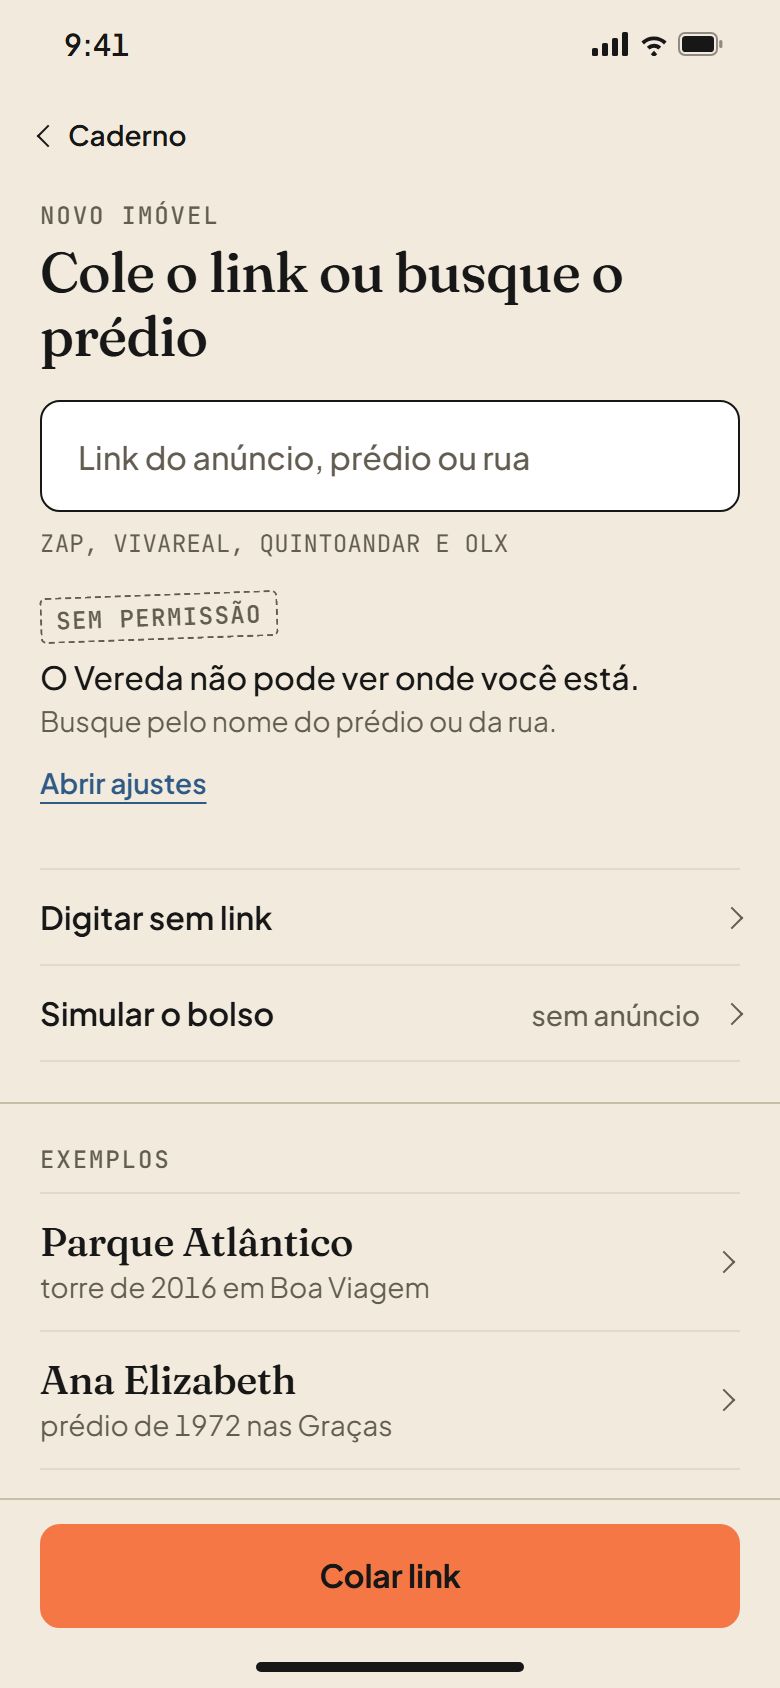 9:41
Caderno
NOVO IMÓVEL
Cole o link ou busque o
prédio
Link do anúncio, prédio ou rua
ZAP, VIVAREAL, QUINTOANDAR E OLX
SEM PERMISSÃO
O Vereda não pode ver onde você está.
Busque pelo nome do prédio ou da rua.
Abrir ajustes
Digitar sem link
Simular o bolso sem anúncio
EXEMPLOS
Parque Atlântico
torre de 2016 em Boa Viagem
Ana Elizabeth
prédio de 1972 nas Graças
Colar link